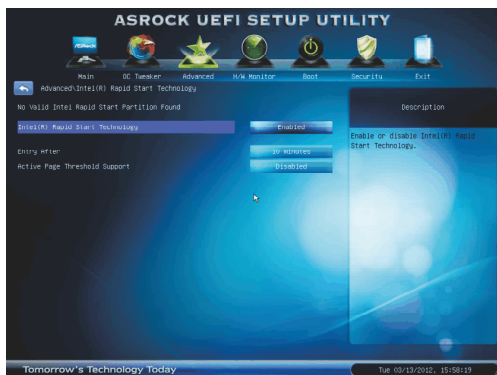 ASROCK UEFI SETUP UTILITY
ASRock
Main OC Tweaker Advanced H/W Monitor Boot Security Exit
Advanced\Intel(R) Rapid Start Technology
Description
No Valid Intel Rapid Start Partition Found
Intel(R) Rapid Start Technology Enabled
Enable or disable Intel(R) Rapid
Start Technology.
Entry After 10 minutes
Active Page Threshold Support Disabled
Tomorrow's Technology Today
Tue 03/13/2012, 15:58:19